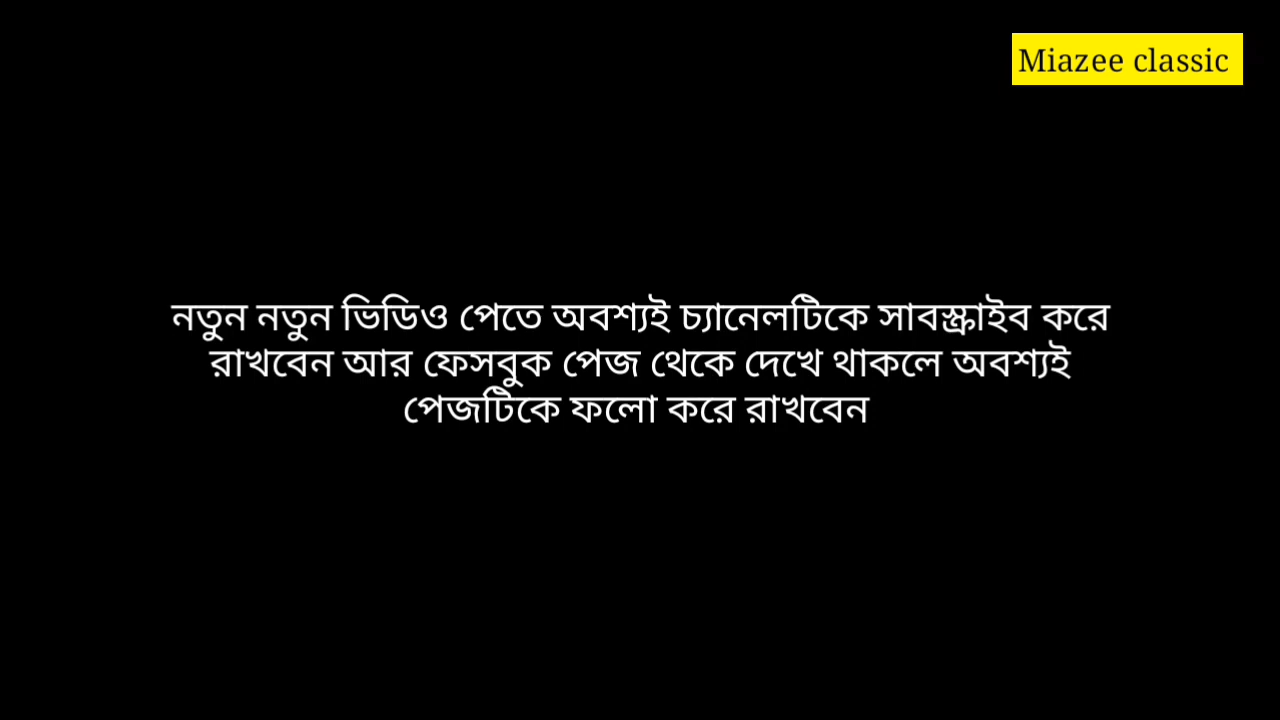 Miazee classic
নতুন নতুন ভিডিও পেতে অবশ্যই চ্যানেলটিকে সাবস্ক্রাইব করে
রাখবেন আর ফেসবুক পেজ থেকে দেখে থাকলে অবশ্যই
পেজটিকে ফলো করে রাখবেন